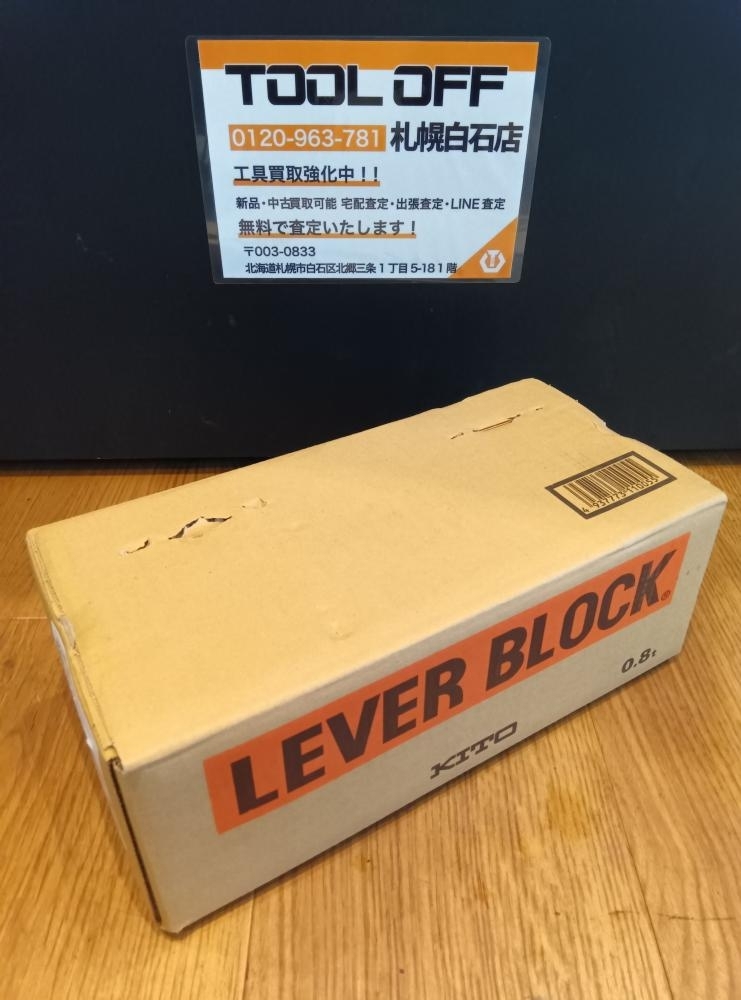 TOOL OFF
0120-963-781 札幌白石店
工具買取強化中!!
新品・中古買取可能 宅配査定・出張査定・LINE査定
無料で査定いたします!
〒003-0833
北海道札幌市白石区北郷三条1丁目5-18 1階
4 937773 110055
LEVER BLOCK®
0.8t
KITO